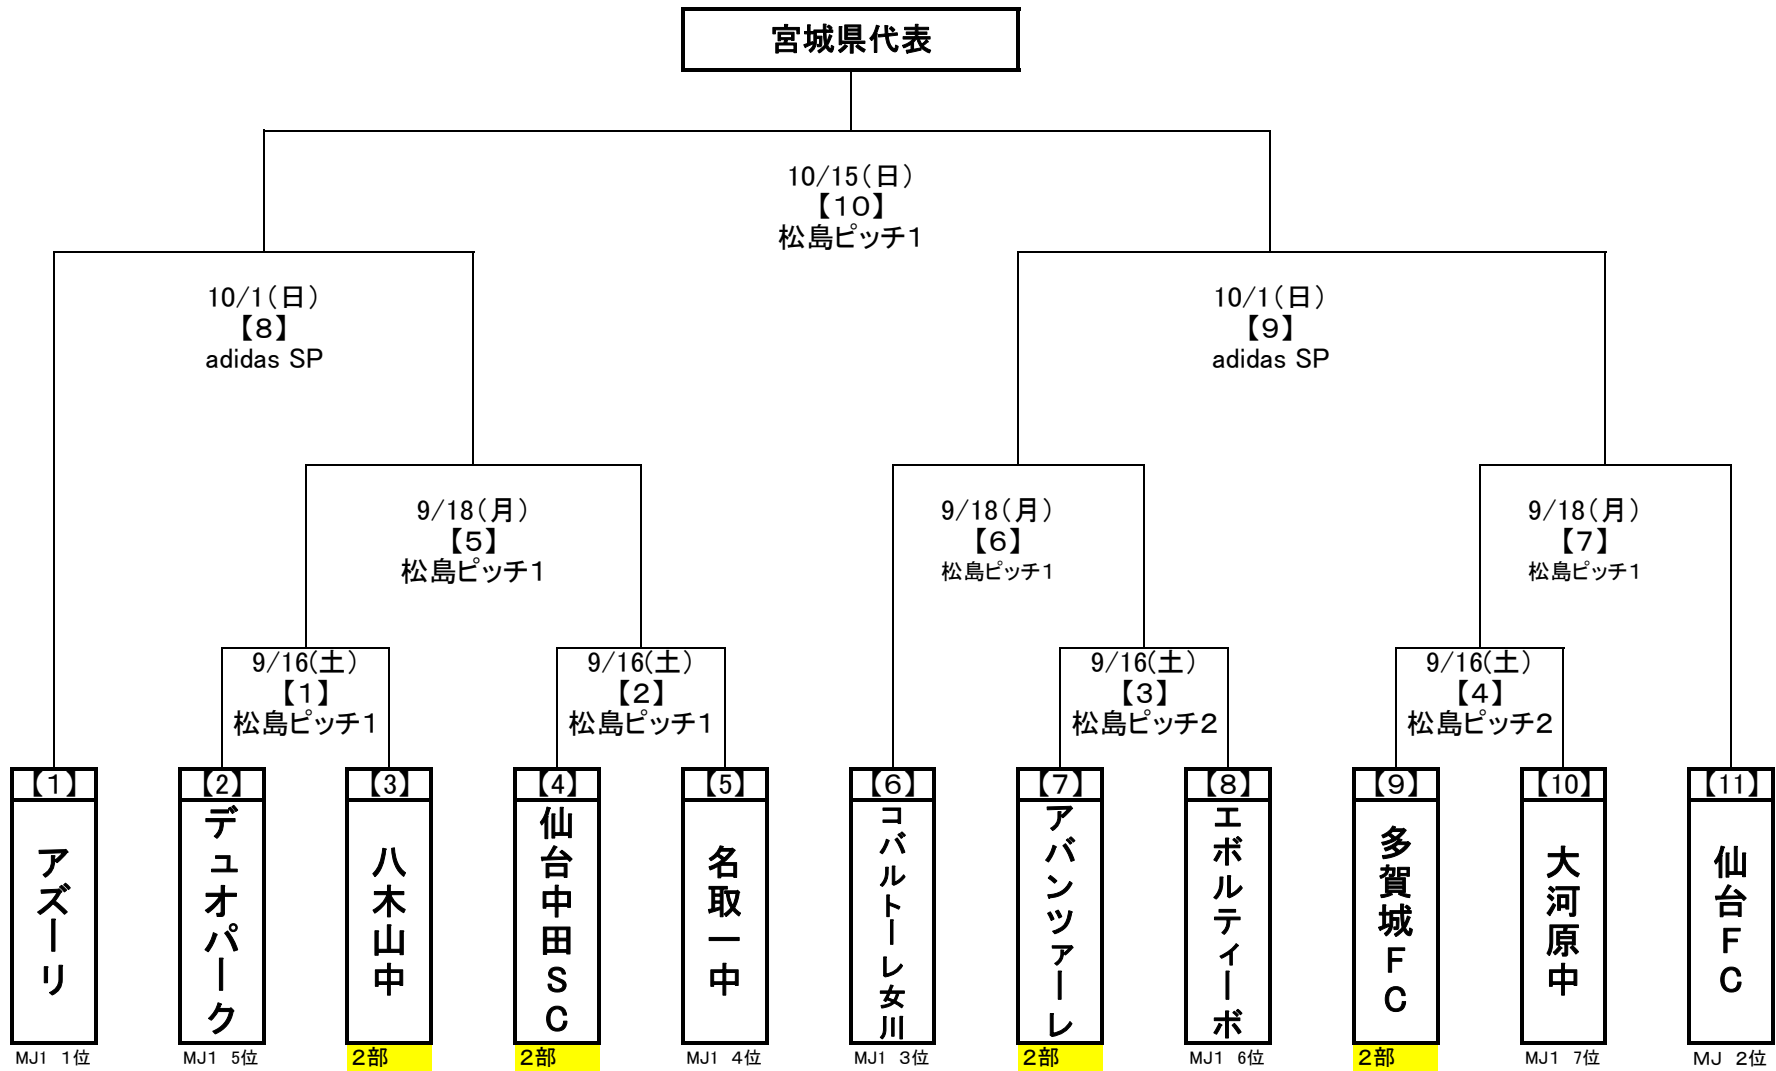 宮城県代表
10/15(日)
【10】
松島ピッチ1
10/1(日)
【8】
adidas SP
10/1(日)
【9】
adidas SP
9/18(月)
【5】
松島ピッチ1
9/18(月)
【6】
松島ピッチ1
9/18(月)
【7】
松島ピッチ1
9/16(土)
【1】
松島ピッチ1
9/16(土)
【2】
松島ピッチ1
9/16(土)
【3】
松島ピッチ2
9/16(土)
【4】
松島ピッチ2
【1】
アズーリ
MJ1 1位
【2】
デュオパーク
MJ1 5位
【3】
八木山中
2部
【4】
仙台中田SC
2部
【5】
名取一中
MJ1 4位
【6】
コバルトーレ女川
MJ1 3位
【7】
アバンツァーレ
2部
【8】
エボルティーボ
MJ1 6位
【9】
多賀城FC
2部
【10】
大河原中
MJ1 7位
【11】
仙台FC
MJ 2位